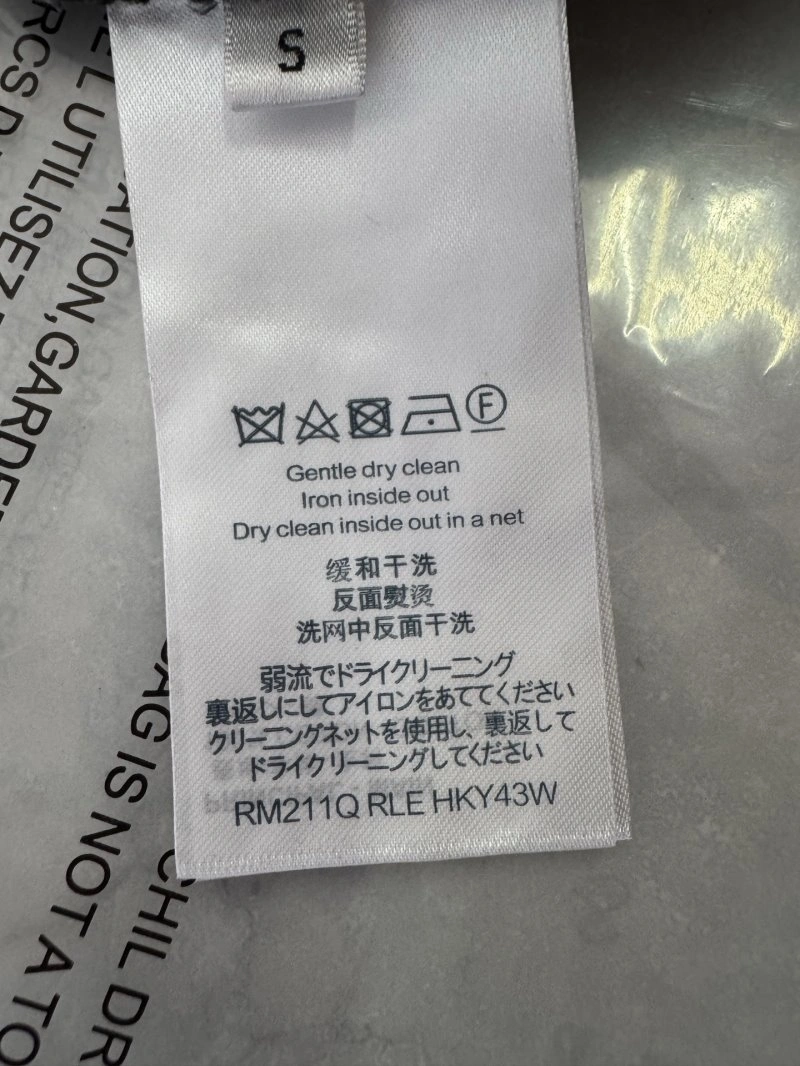 S
Gentle dry clean
Iron inside out
Dry clean inside out in a net
缓和干洗
反面熨烫
洗网中反面干洗
弱流でドライクリーニング
裏返しにしてアイロンをあててください
クリーニングネットを使用し、裏返して
ドライクリーニングしてください
RM211Q RLE HKY43W
F
L UTILISEZ
ATION,GARDE
BAG IS NOT A TO
CHILDR